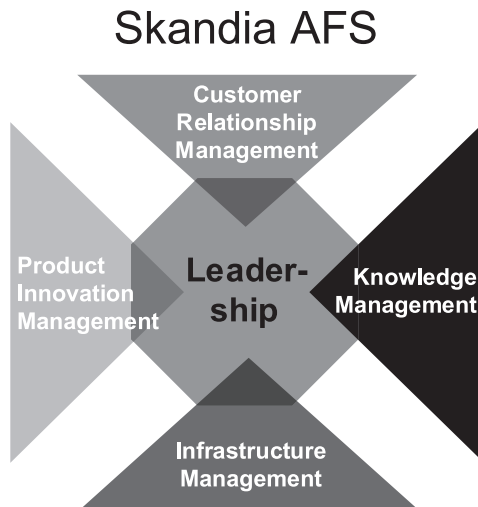 Skandia AFS
Customer
Relationship
Management
Product
Innovation
Management
Leader-
ship
Knowledge
Management
Infrastructure
Management